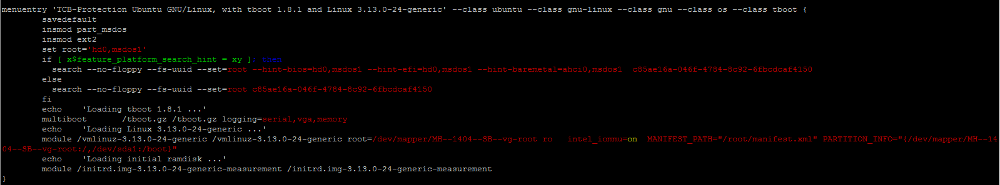 menuentry 'TCB-Protection Ubuntu GNU/Linux, with tboot 1.8.1 and Linux 3.13.0-24-generic' --class ubuntu --class gnu-linux --class gnu --class os --class tboot {
        savedefault
        insmod part_msdos
        insmod ext2
        set root='hd0,msdos1'
        if [ x$feature_platform_search_hint = xy ]; then
          search --no-floppy --fs-uuid --set=root --hint-bios=hd0,msdos1 --hint-efi=hd0,msdos1 --hint-baremetal=ahci0,msdos1  c85ae16a-046f-4784-8c92-6fbcdcaf4150
        else
          search --no-floppy --fs-uuid --set=root c85ae16a-046f-4784-8c92-6fbcdcaf4150
        fi
        echo    'Loading tboot 1.8.1 ...'
        multiboot       /tboot.gz /tboot.gz logging=serial,vga,memory
        echo    'Loading Linux 3.13.0-24-generic ...'
        module /vmlinuz-3.13.0-24-generic /vmlinuz-3.13.0-24-generic root=/dev/mapper/MH--1404--SB--vg-root ro   intel_iommu=on  MANIFEST_PATH="/root/manifest.xml" PARTITION_INFO="{/dev/mapper/MH--14
04--SB--vg-root:/,/dev/sda1:/boot}"
        echo    'Loading initial ramdisk ...'
        module /initrd.img-3.13.0-24-generic-measurement /initrd.img-3.13.0-24-generic-measurement
}